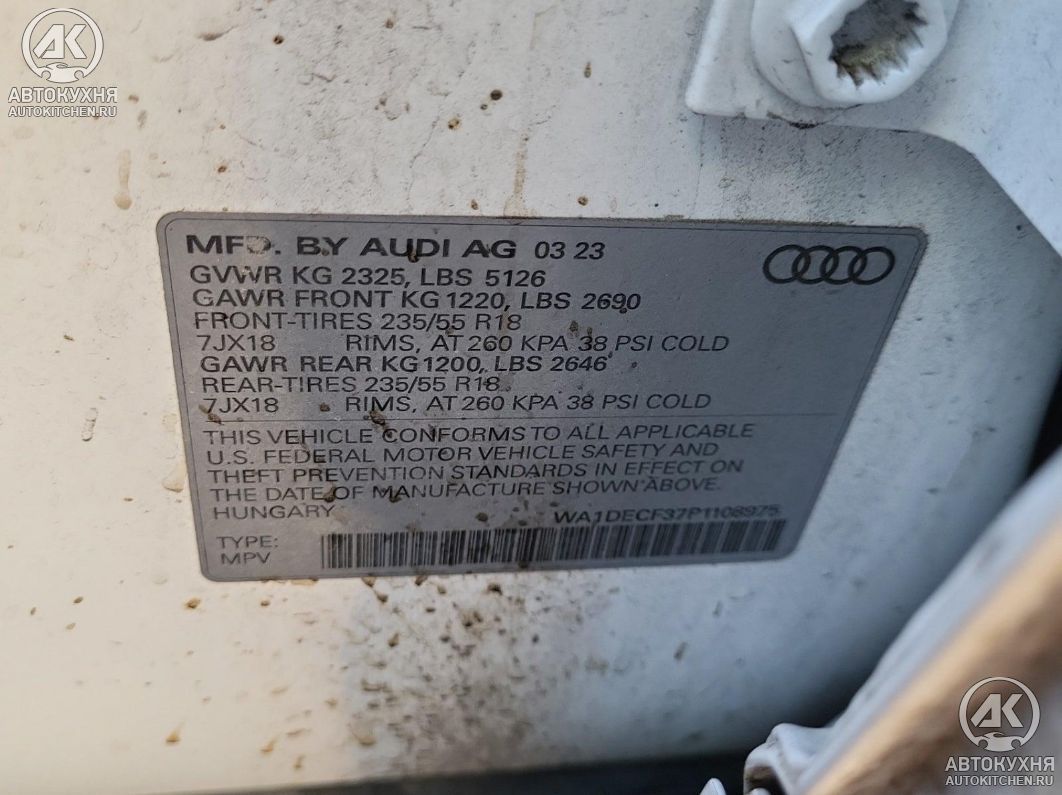 АК
АВТОКУХНЯ
AUTOKITCHEN.RU
MFD. BY AUDI AG 03 23
GVWR KG 2325, LBS 5126
GAWR FRONT KG 1220, LBS 2690
FRONT-TIRES 235/55 R18
7JX18 RIMS, AT 260 KPA 38 PSI COLD
GAWR REAR KG 1200, LBS 2646
REAR-TIRES 235/55 R18
7JX18 RIMS, AT 260 KPA 38 PSI COLD
THIS VEHICLE CONFORMS TO ALL APPLICABLE
U.S. FEDERAL MOTOR VEHICLE SAFETY AND
THEFT PREVENTION STANDARDS IN EFFECT ON
THE DATE OF MANUFACTURE SHOWN ABOVE.
HUNGARY WA1DECF37P1108975
TYPE:
MPV
АК
АВТОКУХНЯ
AUTOKITCHEN.RU